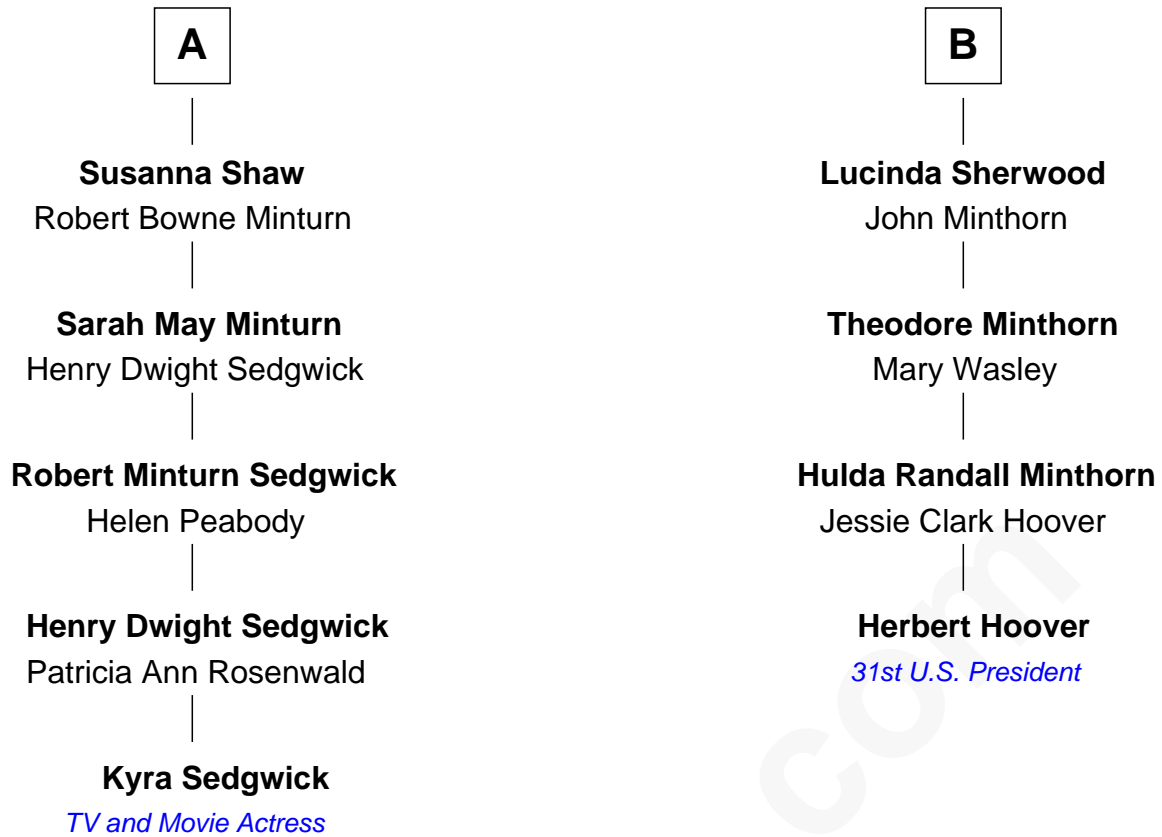 A
Susanna Shaw
Robert Bowne Minturn
Sarah May Minturn
Henry Dwight Sedgwick
Robert Minturn Sedgwick
Helen Peabody
Henry Dwight Sedgwick
Patricia Ann Rosenwald
Kyra Sedgwick
TV and Movie Actress
B
Lucinda Sherwood
John Minthorn
Theodore Minthorn
Mary Wasley
Hulda Randall Minthorn
Jessie Clark Hoover
Herbert Hoover
31st U.S. President
com